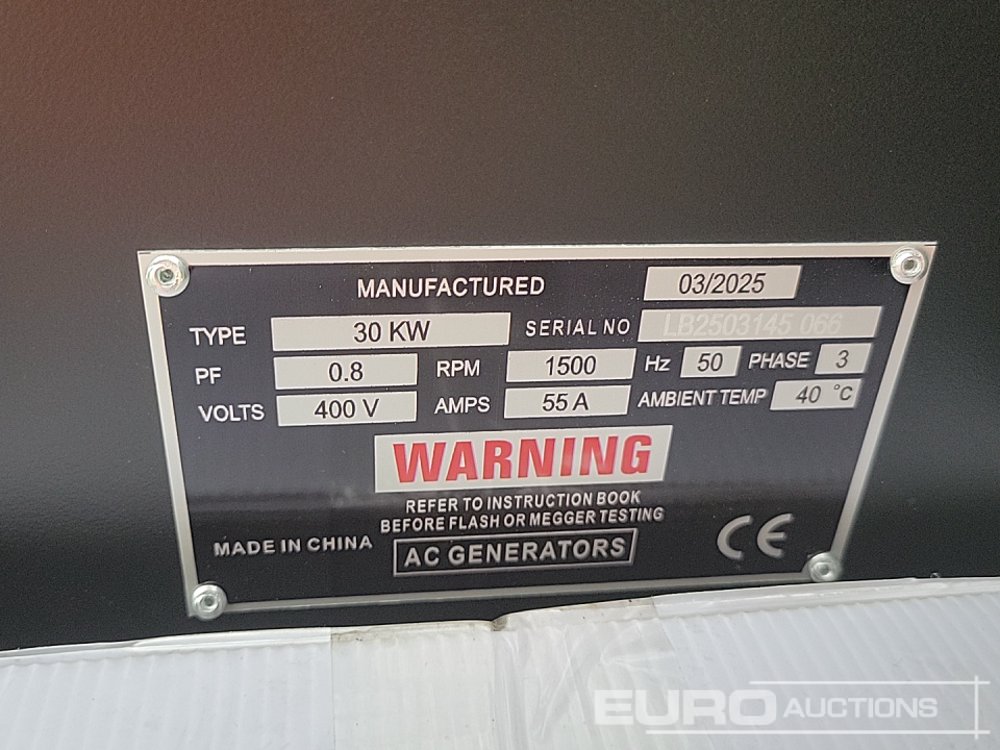 MANUFACTURED 03/2025
TYPE 30 KW SERIAL NO LB2503145 066
PF 0.8 RPM 1500 Hz 50 PHASE 3
VOLTS 400 V AMPS 55 A AMBIENT TEMP 40 °C
WARNING
REFER TO INSTRUCTION BOOK
BEFORE FLASH OR MEGGER TESTING
MADE IN CHINA AC GENERATORS CE
EURO AUCTIONS